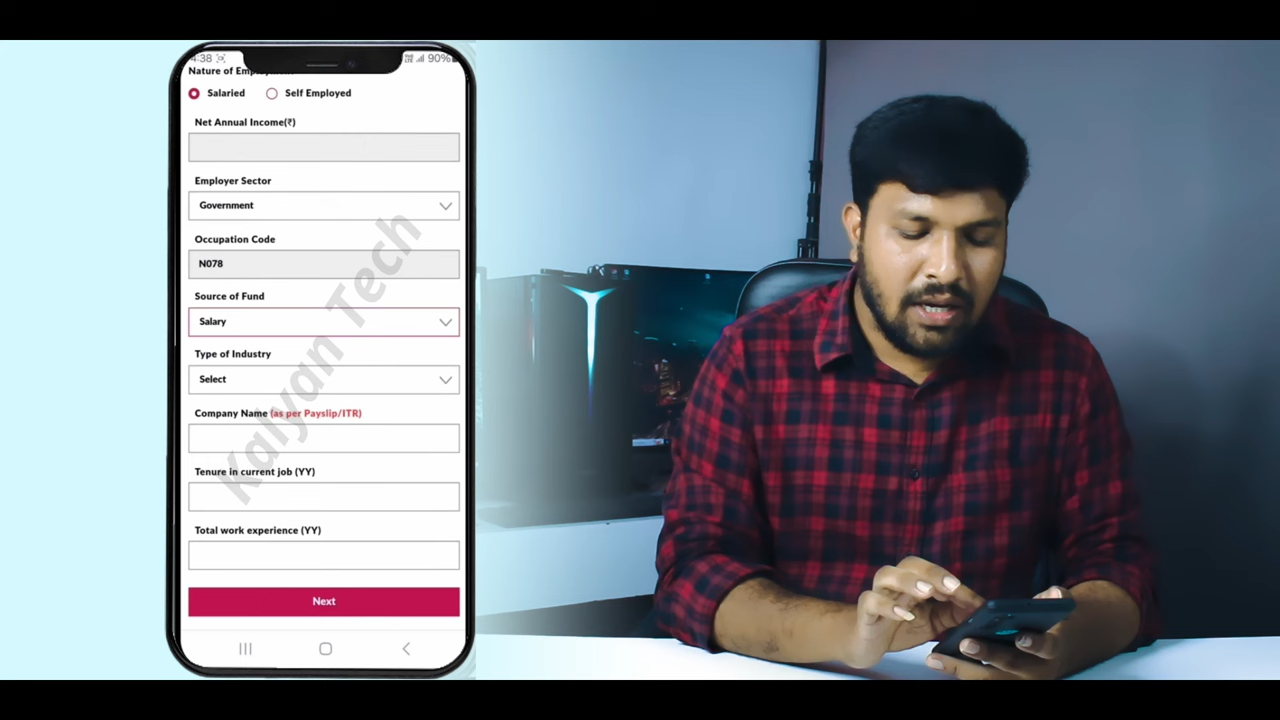 4:38
90%
Nature of Employment
Salaried
Self Employed
Net Annual Income(₹)
Employer Sector
Government
Occupation Code
N078
Source of Fund
Salary
Type of Industry
Select
Company Name (as per Payslip/ITR)
Tenure in current job (YY)
Total work experience (YY)
Next
Kalyan Tech